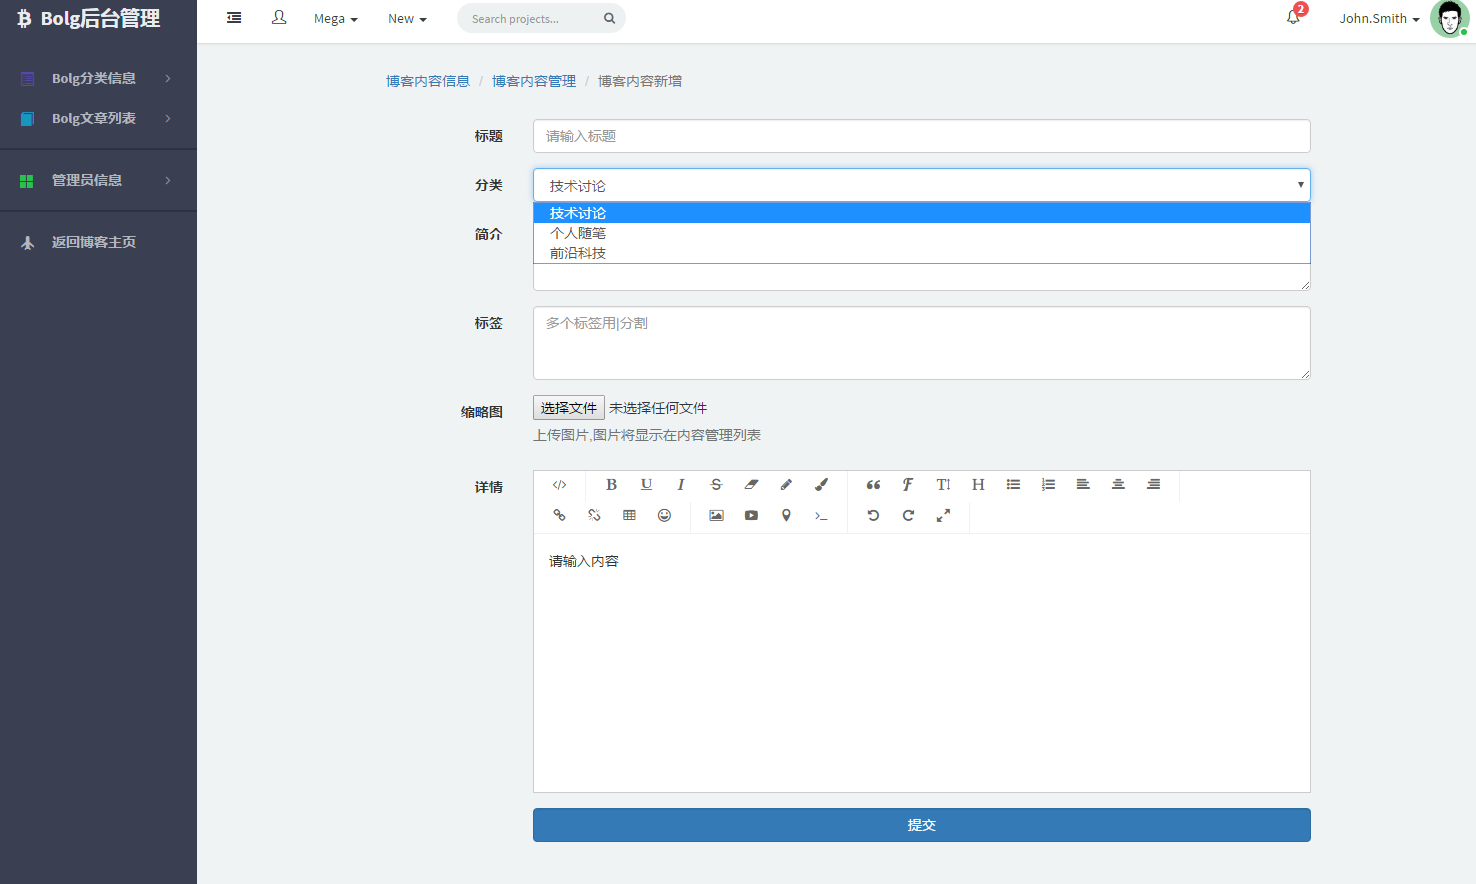 Bolg后台管理
Mega
New
Search projects...
2
John.Smith
Bolg分类信息
Bolg文章列表
管理员信息
返回博客主页
博客内容信息 / 博客内容管理 / 博客内容新增
标题
请输入标题
分类
技术讨论
技术讨论
个人随笔
前沿科技
简介
标签
多个标签用|分割
缩略图
选择文件 未选择任何文件
上传图片,图片将显示在内容管理列表
详情
请输入内容
提交